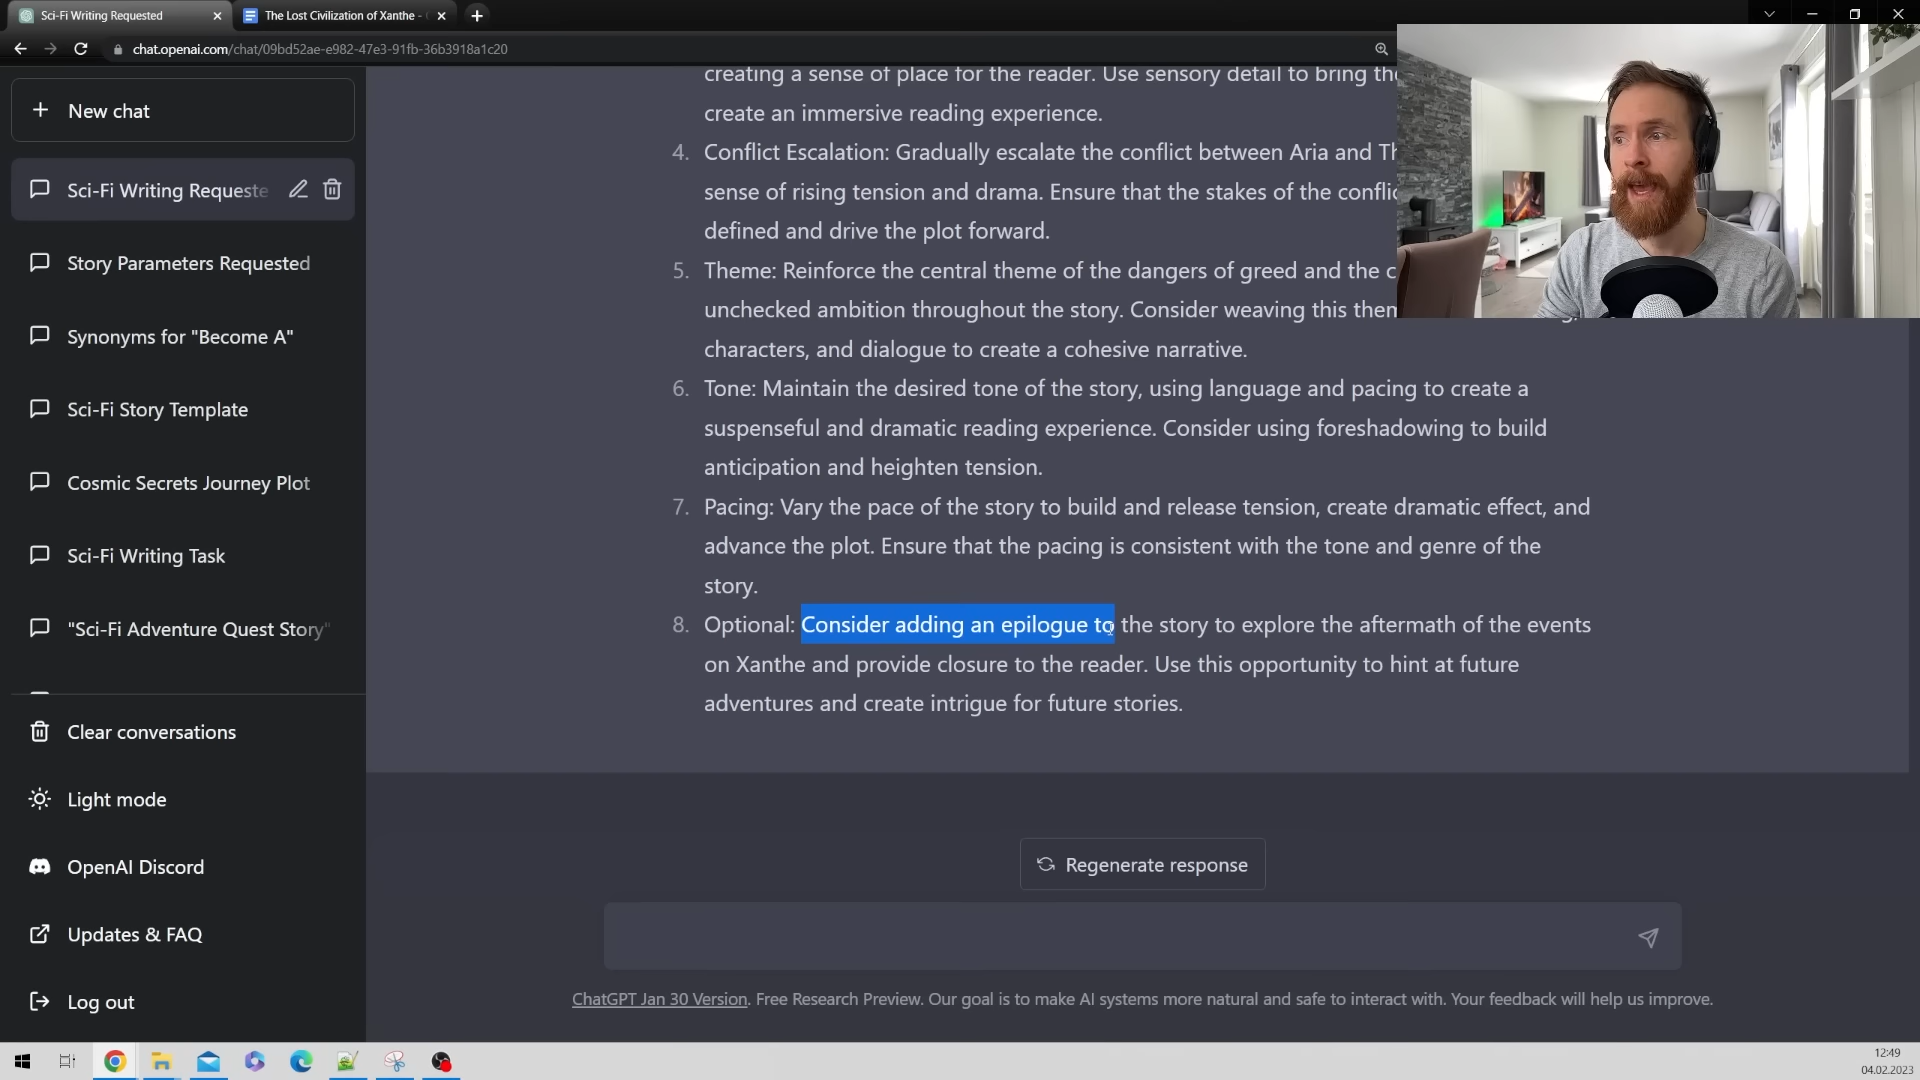 Sci-Fi Writing Requested
The Lost Civilization of Xanthe -
chat.openai.com/chat/09bd52ae-e982-47e3-91fb-36b3918a1c20
New chat
Sci-Fi Writing Requeste
Story Parameters Requested
Synonyms for "Become A"
Sci-Fi Story Template
Cosmic Secrets Journey Plot
Sci-Fi Writing Task
"Sci-Fi Adventure Quest Story"
Clear conversations
Light mode
OpenAI Discord
Updates & FAQ
Log out
creating a sense of place for the reader. Use sensory detail to bring
create an immersive reading experience.
4. Conflict Escalation: Gradually escalate the conflict between Aria and
sense of rising tension and drama. Ensure that the stakes of the
defined and drive the plot forward.
5. Theme: Reinforce the central theme of the dangers of greed and the
unchecked ambition throughout the story. Consider weaving this
characters, and dialogue to create a cohesive narrative.
6. Tone: Maintain the desired tone of the story, using language and pacing to create a
suspenseful and dramatic reading experience. Consider using foreshadowing to build
anticipation and heighten tension.
7. Pacing: Vary the pace of the story to build and release tension, create dramatic effect, and
advance the plot. Ensure that the pacing is consistent with the tone and genre of the
story.
8. Optional: Consider adding an epilogue to the story to explore the aftermath of the events
on Xanthe and provide closure to the reader. Use this opportunity to hint at future
adventures and create intrigue for future stories.
Regenerate response
ChatGPT Jan 30 Version. Free Research Preview. Our goal is to make AI systems more natural and safe to interact with. Your feedback will help us improve.
12:49
04.02.2023